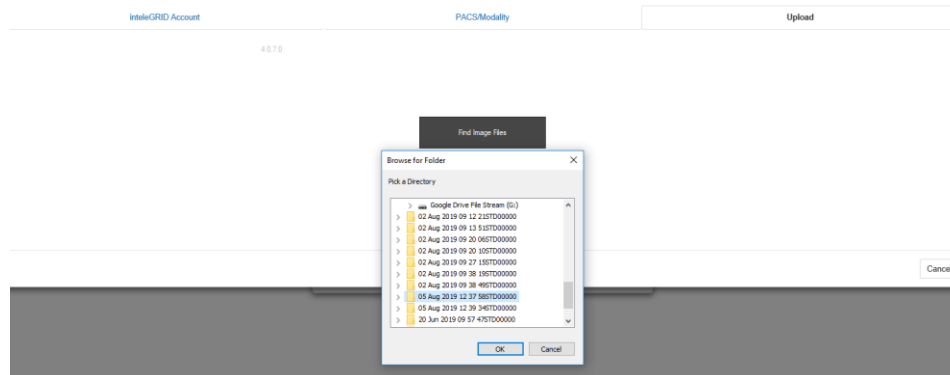 inteleGRID Account
PACS/Modality
Upload
4.0.7.0
Find Image Files
Browse for Folder
Pick a Directory
Google Drive File Stream (G:)
02 Aug 2019 09 12 21STD00000
02 Aug 2019 09 13 51STD00000
02 Aug 2019 09 20 06STD00000
02 Aug 2019 09 20 10STD00000
02 Aug 2019 09 27 15STD00000
02 Aug 2019 09 38 19STD00000
02 Aug 2019 09 38 49STD00000
05 Aug 2019 12 37 58STD00000
05 Aug 2019 12 39 34STD00000
20 Jun 2019 09 57 47STD00000
OK
Cancel
Cance